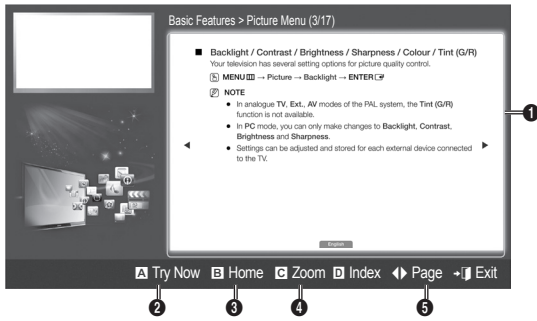 Basic Features > Picture Menu (3/17)
■ Backlight / Contrast / Brightness / Sharpness / Colour / Tint (G/R)
Your television has several setting options for picture quality control.
MENU → Picture → Backlight → ENTER
NOTE
● In analogue TV, Ext., AV modes of the PAL system, the Tint (G/R)
function is not available.
● In PC mode, you can only make changes to Backlight, Contrast,
Brightness and Sharpness.
● Settings can be adjusted and stored for each external device connected
to the TV.
◀ ▶
1
English
A Try Now B Home C Zoom D Index ◀▶ Page Exit
2 3 4 5